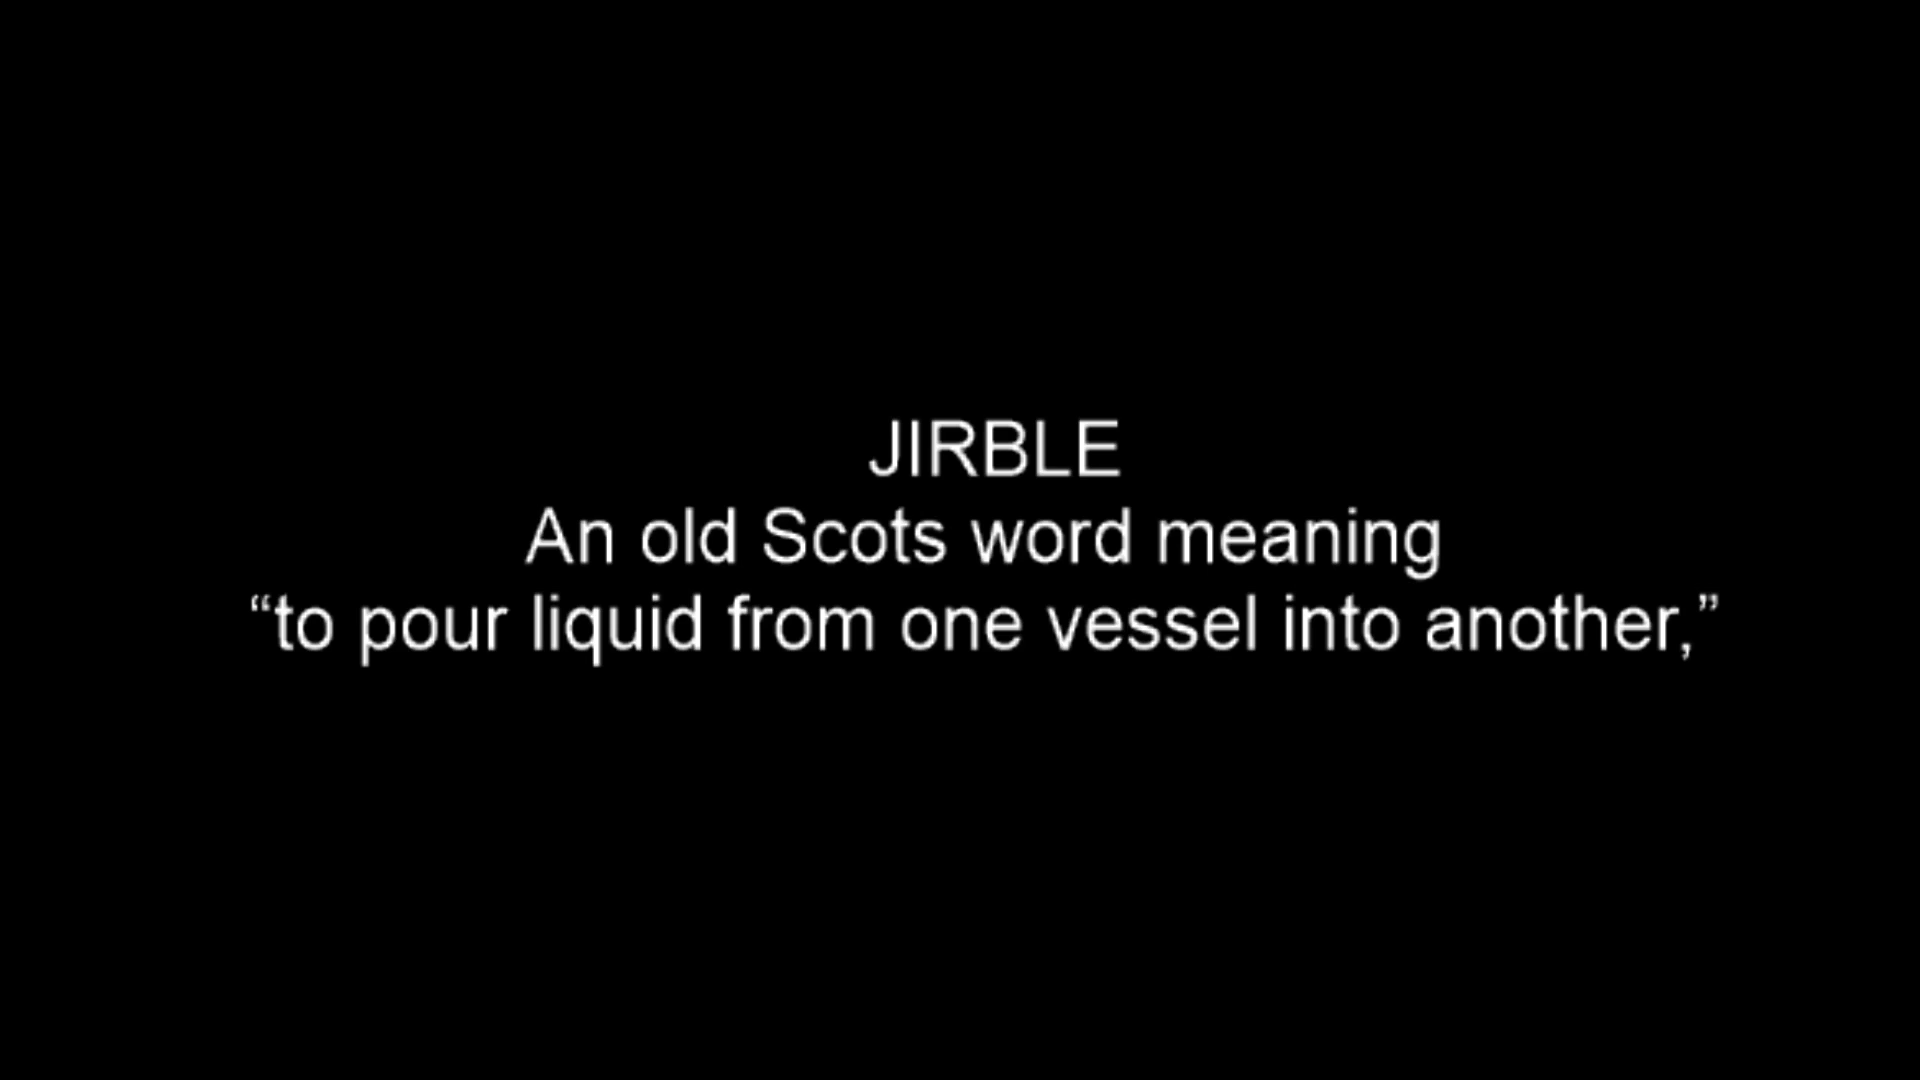 JIRBLE
An old Scots word meaning
“to pour liquid from one vessel into another,”